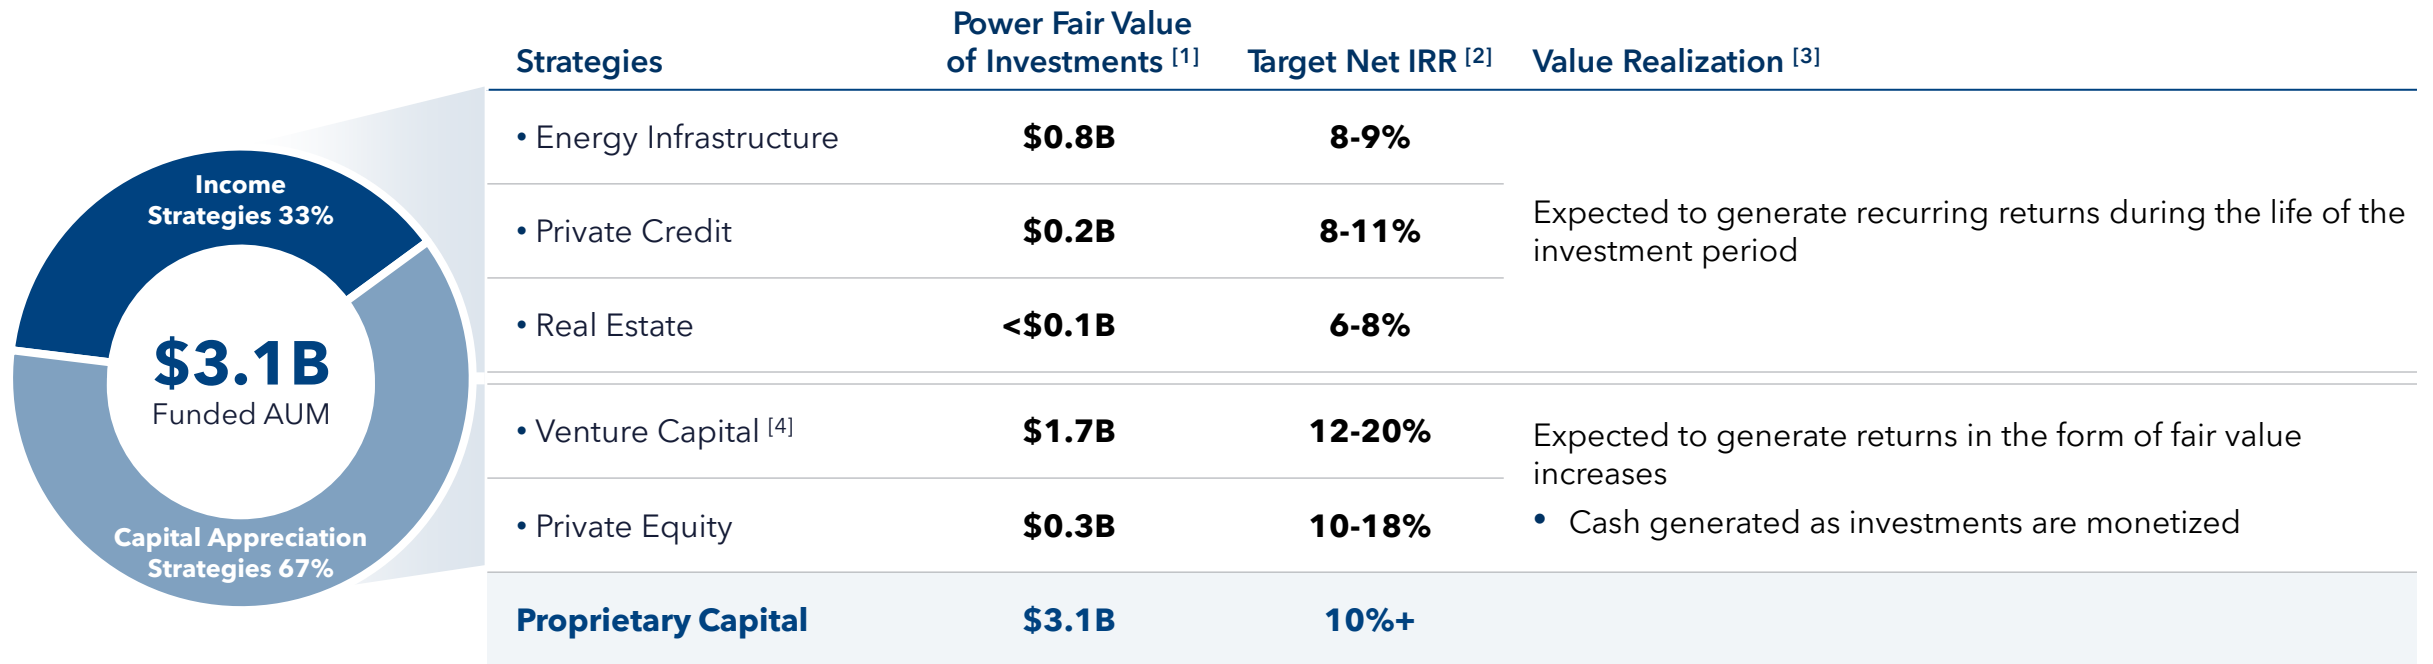 Power Fair Value
Strategies of Investments [1] Target Net IRR [2] Value Realization [3]
• Energy Infrastructure $0.8B 8-9%
• Private Credit $0.2B 8-11%
Expected to generate recurring returns during the life of the
investment period
• Real Estate <$0.1B 6-8%
• Venture Capital [4] $1.7B 12-20%
Expected to generate returns in the form of fair value
increases
• Private Equity $0.3B 10-18%
• Cash generated as investments are monetized
Proprietary Capital $3.1B 10%+
Income
Strategies 33%
$3.1B
Funded AUM
Capital Appreciation
Strategies 67%